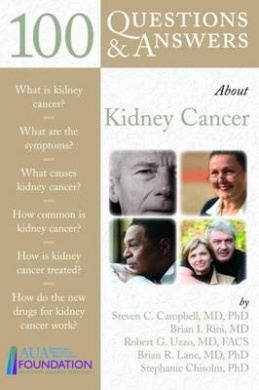 100 QUESTIONS
& ANSWERS
About
Kidney Cancer
What is kidney
cancer?
What are the
symptoms?
What causes
kidney cancer?
How common is
kidney cancer?
How is kidney
cancer treated?
How do the new
drugs for kidney
cancer work?
AUA
FOUNDATION
by
Steven C. Campbell, MD, PhD
Brian I. Rini, MD
Robert G. Uzzo, MD, FACS
Brian R. Lane, MD, PhD
Stephanie Chisolm, PhD